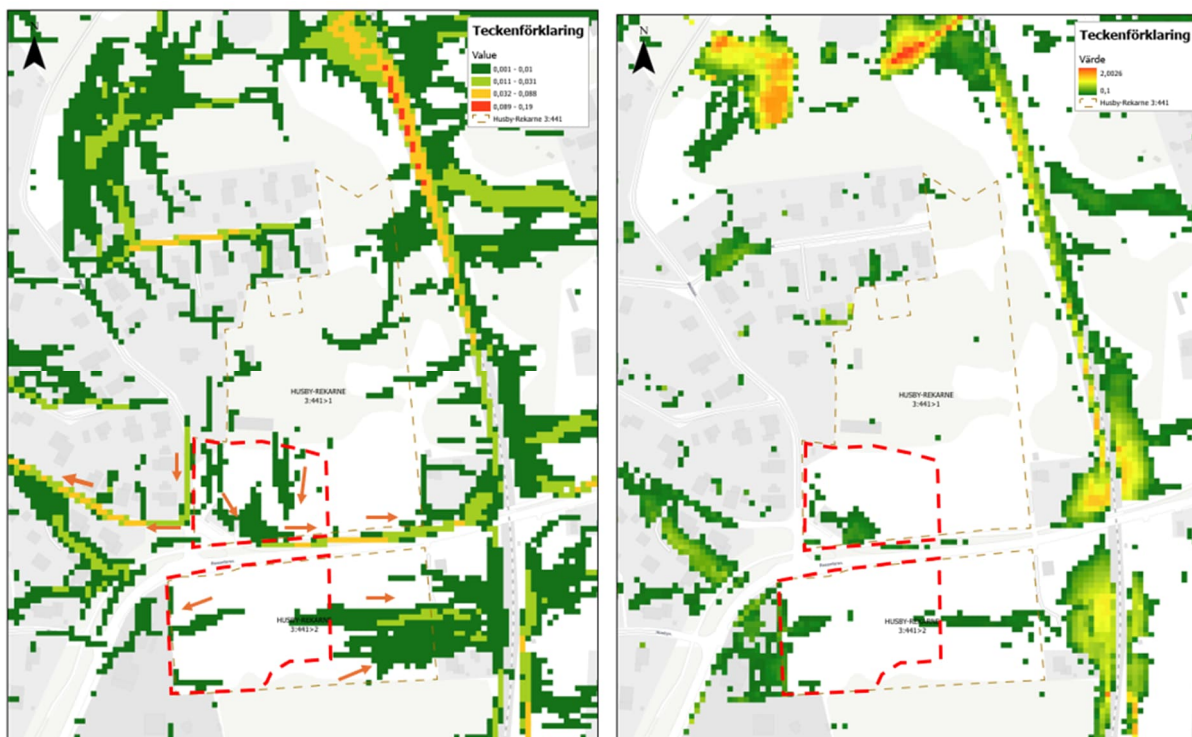 N
Teckenförklaring
Value
0,001 - 0,01
0,011 - 0,031
0,032 - 0,088
0,089 - 0,19
Husby-Rekarne 3:441
HUSBY-REKARNE
3:441>1
HUSBY-REKARNE
3:441>2
N
Teckenförklaring
Värde
2,0026
0,1
Husby-Rekarne 3:441
HUSBY-REKARNE
3:441>1
HUSBY-REKARNE
3:441>2